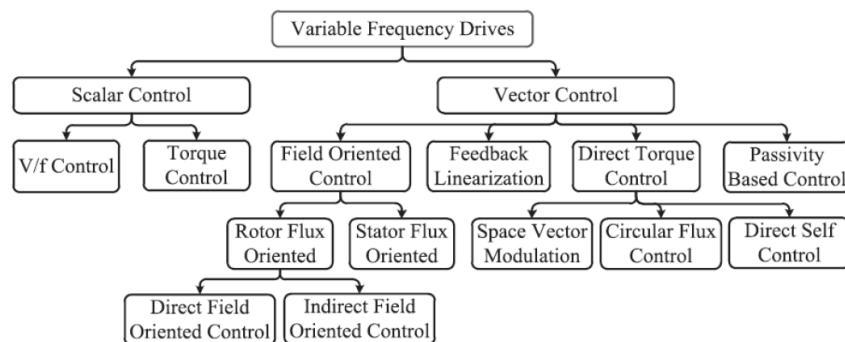 Variable Frequency Drives
Scalar Control
Vector Control
V/f Control
Torque
Control
Field Oriented
Control
Feedback
Linearization
Direct Torque
Control
Passivity
Based Control
Rotor Flux
Oriented
Stator Flux
Oriented
Space Vector
Modulation
Circular Flux
Control
Direct Self
Control
Direct Field
Oriented Control
Indirect Field
Oriented Control